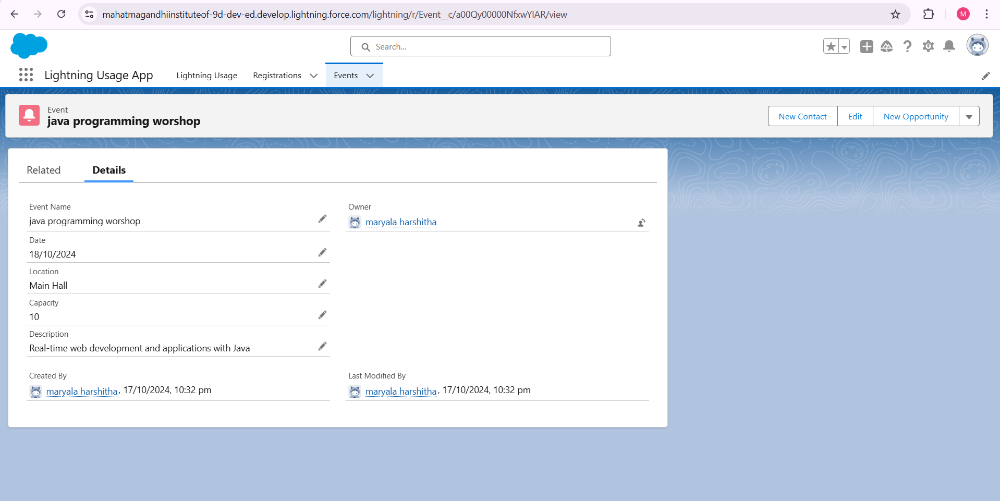 mahatmagandhiinstituteof-9d-dev-ed.develop.lightning.force.com/lightning/r/Event__c/a00Qy00000NfxwYIAR/view
M
Search...
Lightning Usage App
Lightning Usage
Registrations
Events
Event
java programming worshop
New Contact
Edit
New Opportunity
Related
Details
Event Name
java programming worshop
Owner
maryala harshitha
Date
18/10/2024
Location
Main Hall
Capacity
10
Description
Real-time web development and applications with Java
Created By
maryala harshitha, 17/10/2024, 10:32 pm
Last Modified By
maryala harshitha, 17/10/2024, 10:32 pm